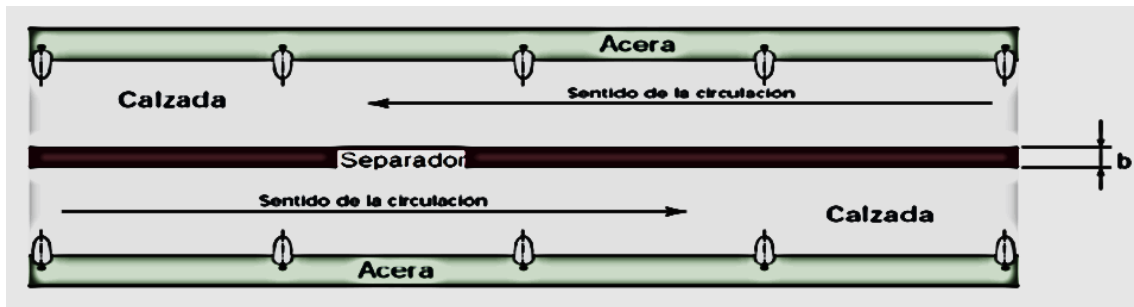 Acera
Sentido de la circulación
Calzada
Separador
b
Sentido de la circulación
Calzada
Acera